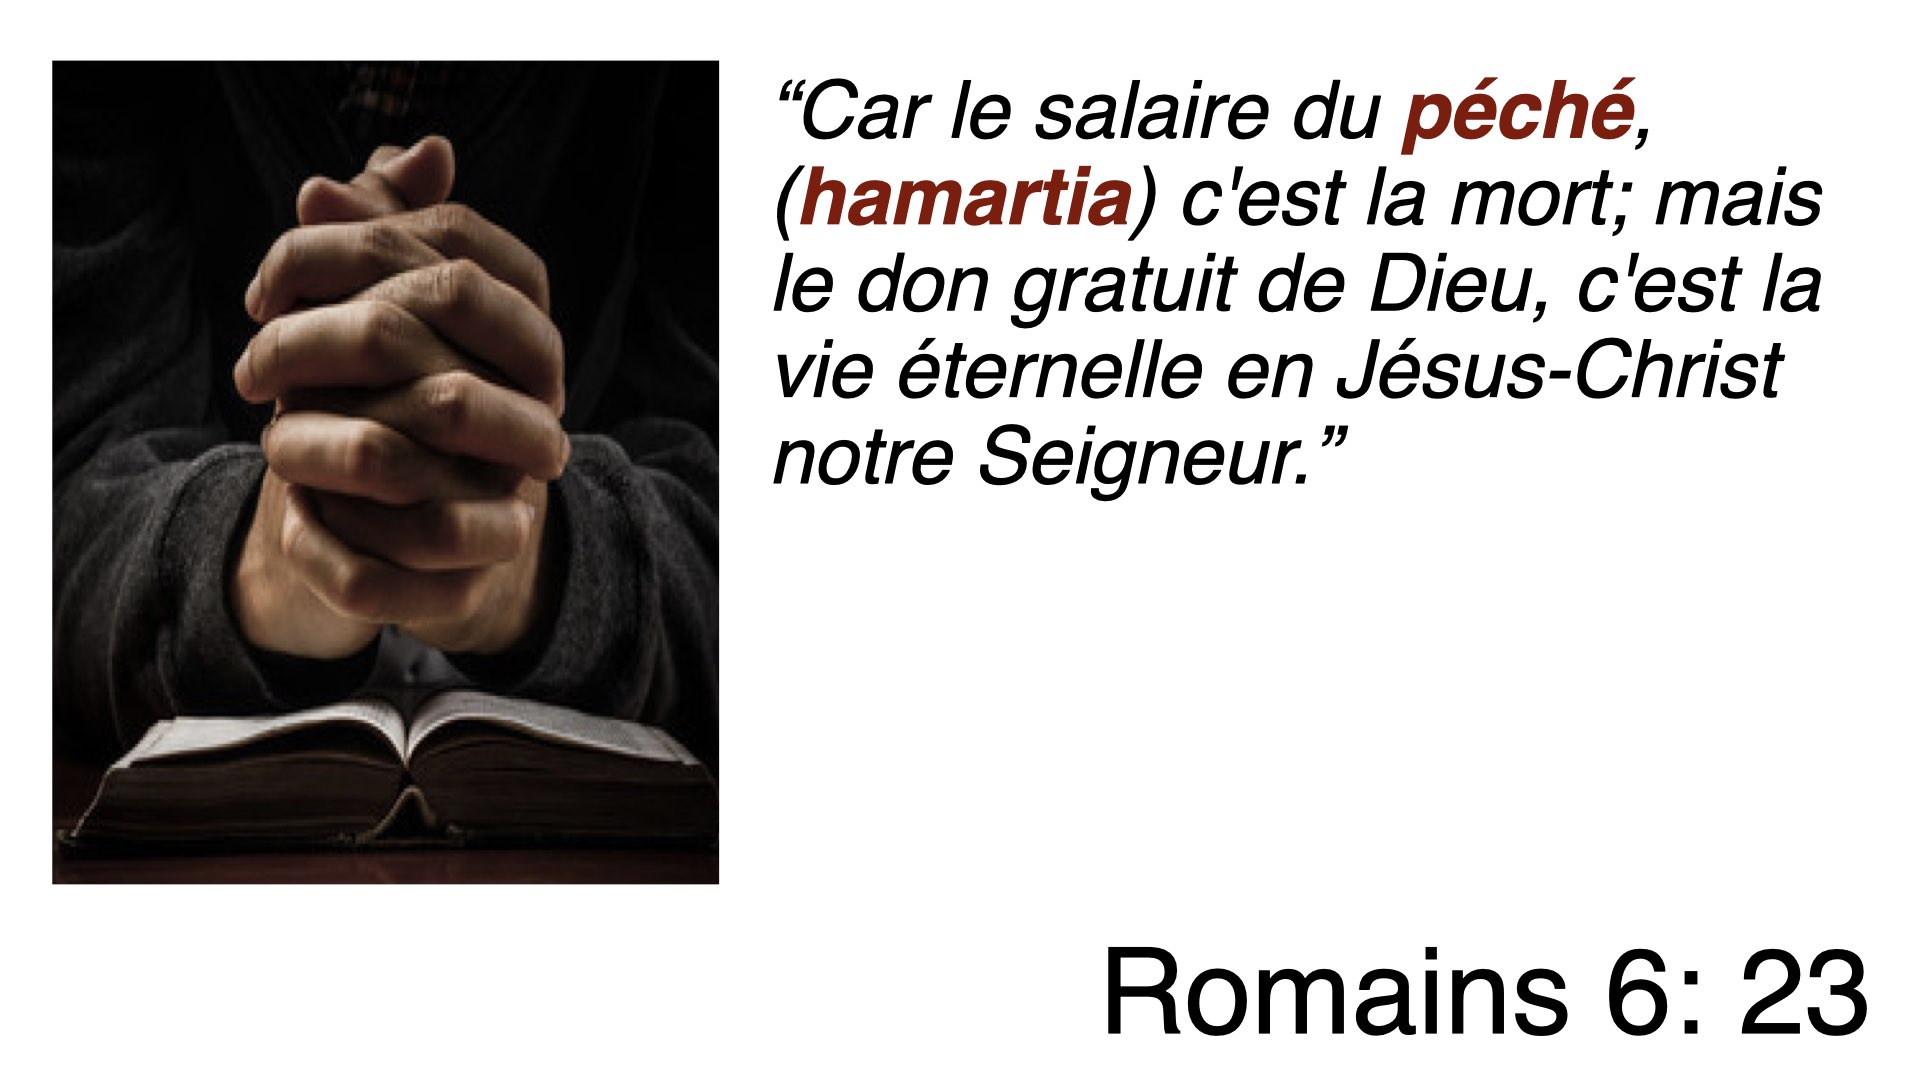 “Car le salaire du péché,
(hamartia) c'est la mort; mais
le don gratuit de Dieu, c'est la
vie éternelle en Jésus-Christ
notre Seigneur.”
Romains 6: 23